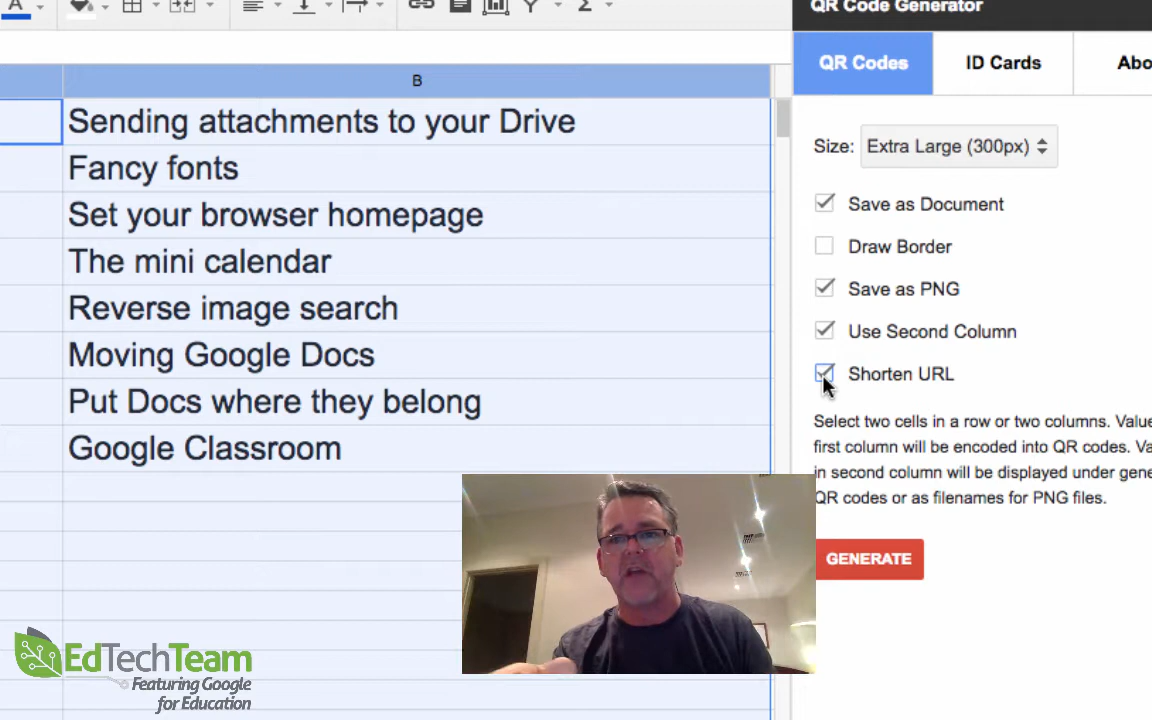 A
Σ
QR Code Generator
QR Codes
ID Cards
Abo
B
Sending attachments to your Drive
Fancy fonts
Set your browser homepage
The mini calendar
Reverse image search
Moving Google Docs
Put Docs where they belong
Google Classroom
Size: Extra Large (300px)
Save as Document
Draw Border
Save as PNG
Use Second Column
Shorten URL
Select two cells in a row or two columns. Value
first column will be encoded into QR codes. Va
in second column will be displayed under gene
QR codes or as filenames for PNG files.
GENERATE
EdTechTeam
Featuring Google
for Education